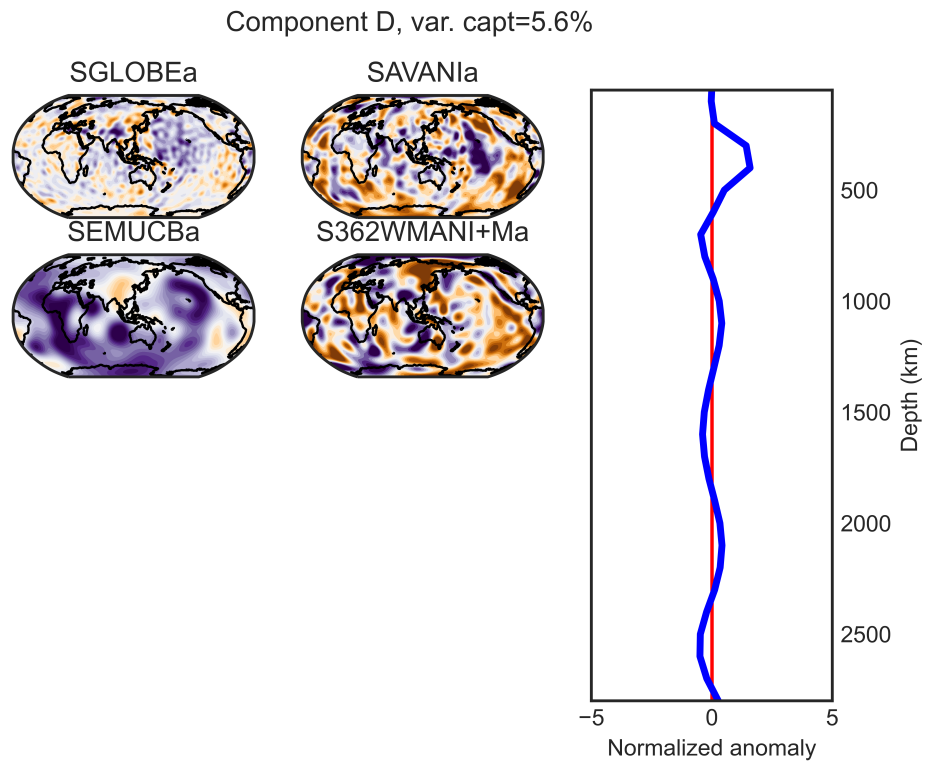 Component D, var. capt=5.6%
SGLOBEa
SAVANIa
SEMUCBa
S362WMANI+Ma
500
1000
1500
2000
2500
Depth (km)
−5
0
5
Normalized anomaly